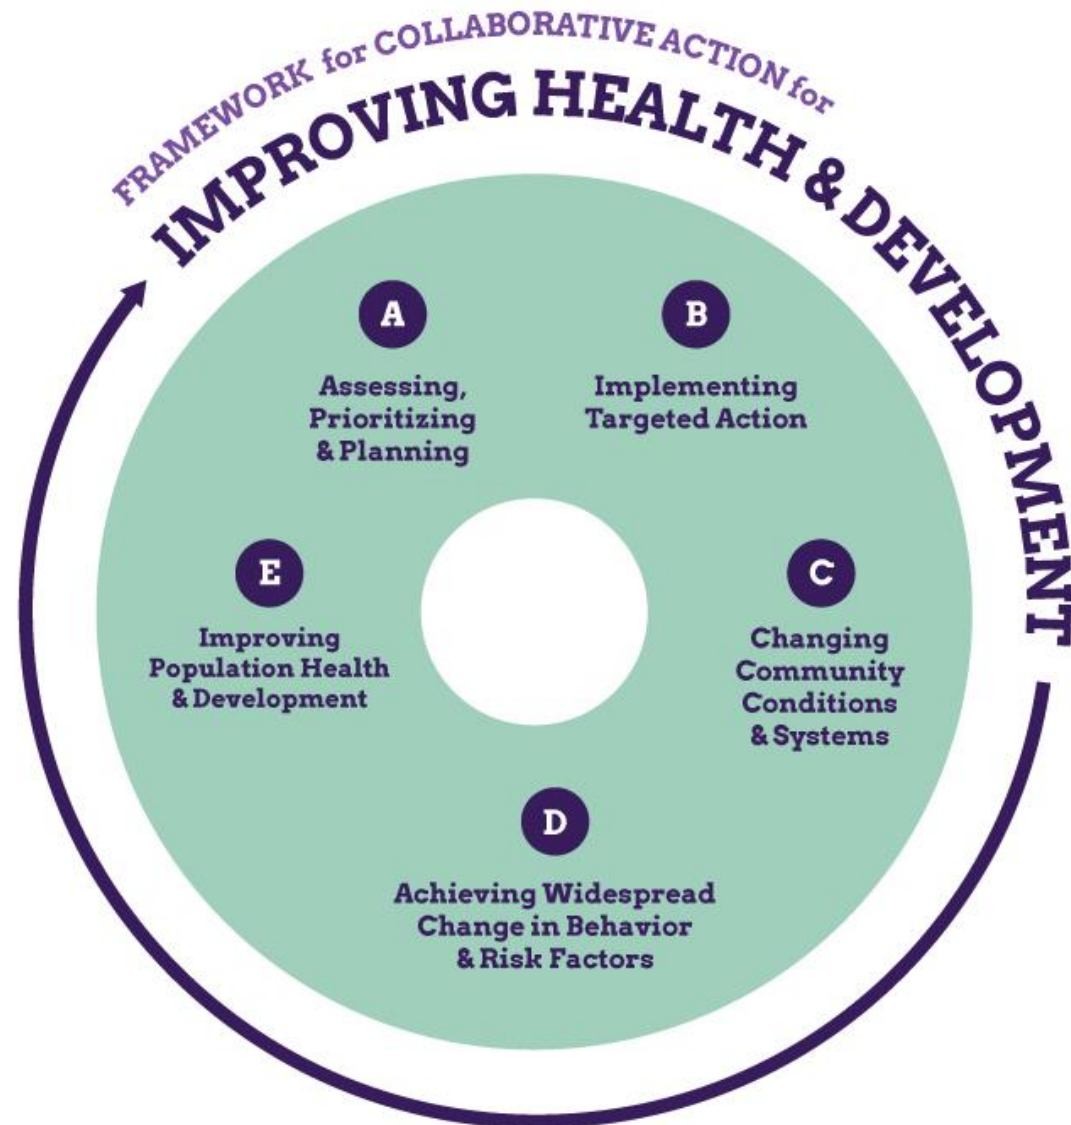 FRAMEWORK for COLLABORATIVE ACTION for
IMPROVING HEALTH & DEVELOPMENT
A
Assessing,
Prioritizing
& Planning
B
Implementing
Targeted Action
C
Changing
Community
Conditions
& Systems
D
Achieving Widespread
Change in Behavior
& Risk Factors
E
Improving
Population Health
& Development